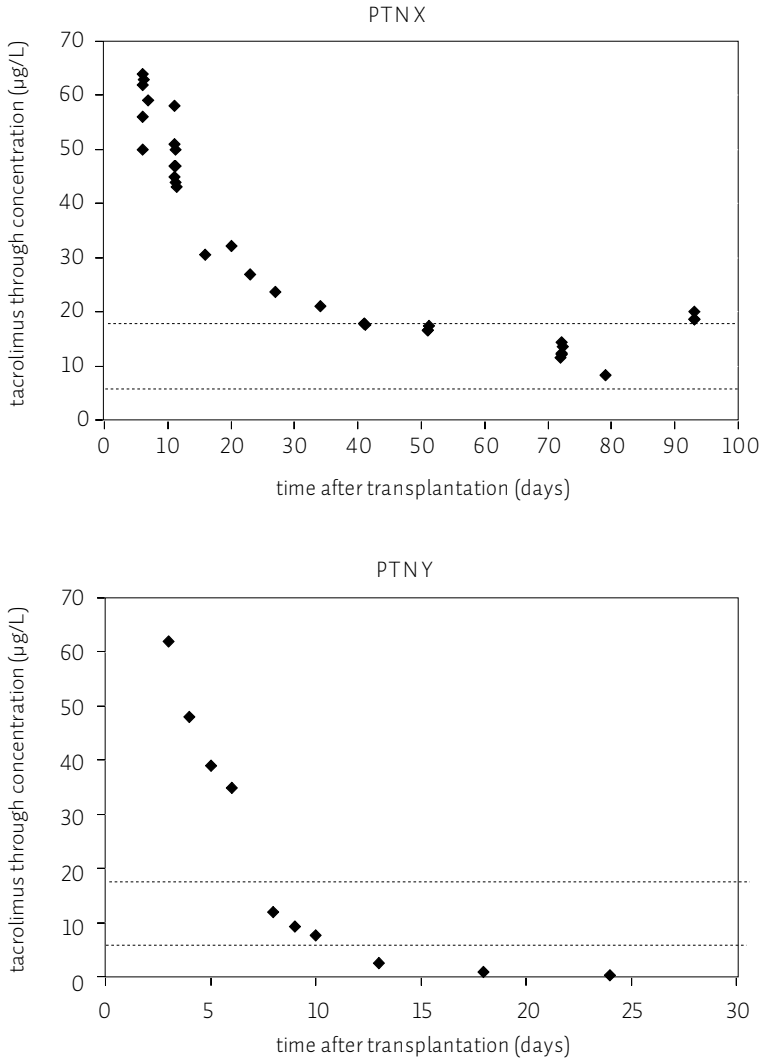 PTN X
tacrolimus through concentration (µg/L)
70
60
50
40
30
20
10
0
0 10 20 30 40 50 60 70 80 90 100
time after transplantation (days)
PTN Y
tacrolimus through concentration (µg/L)
70
60
50
40
30
20
10
0
0 5 10 15 20 25 30
time after transplantation (days)